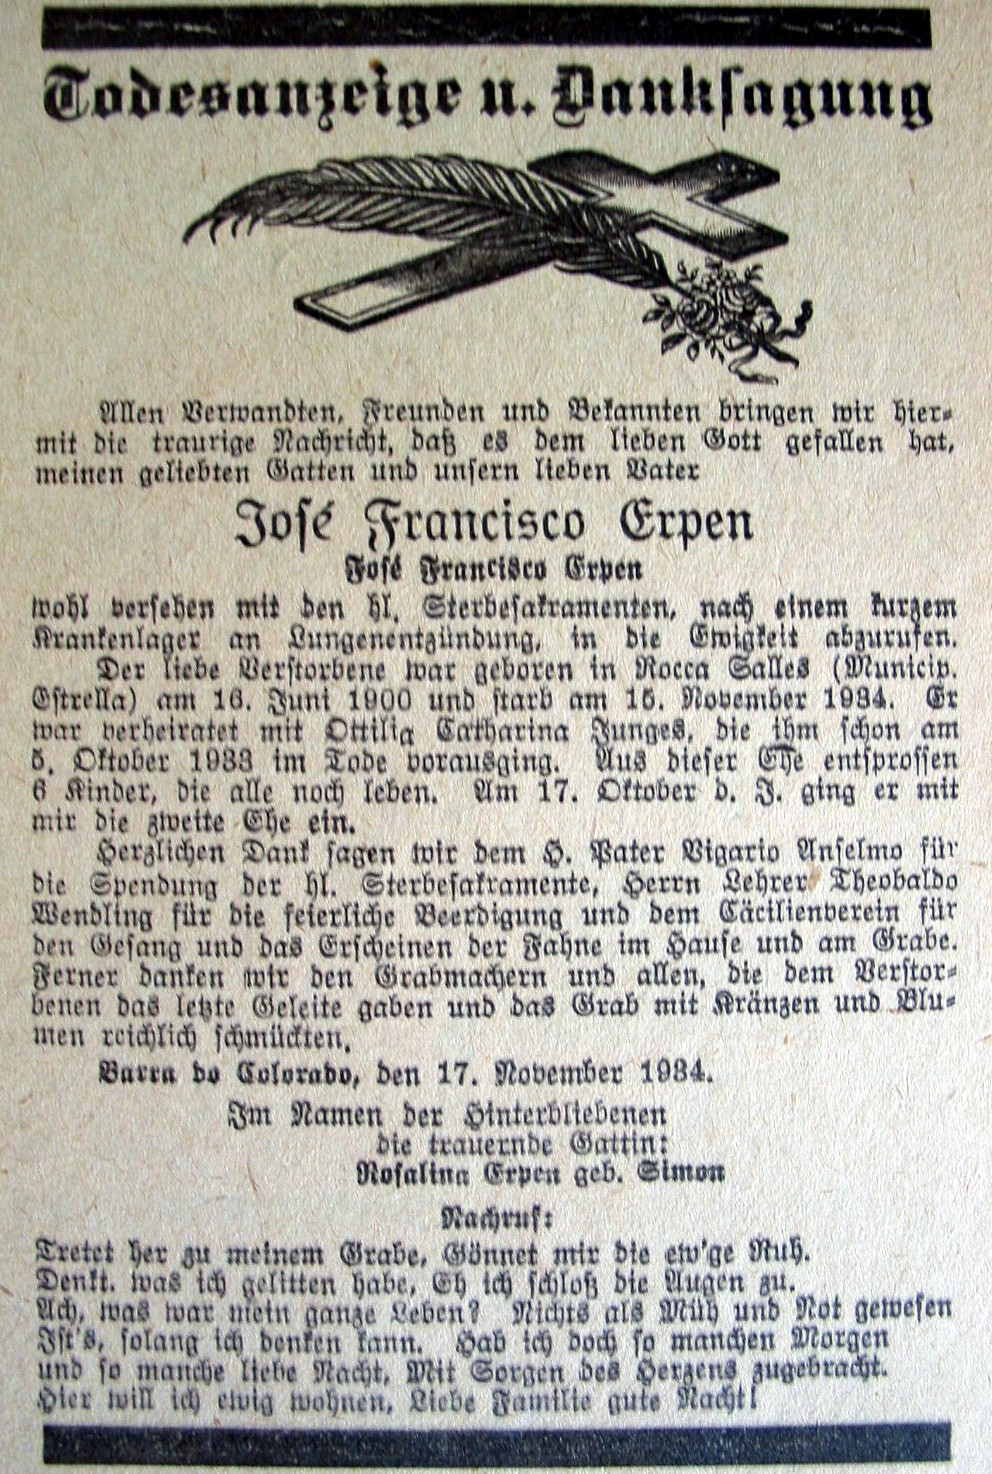 Todesanzeige u. Danksagung
Allen Verwandten, Freunden und Bekannten bringen wir hier-
mit die traurige Nachricht, daß es dem lieben Gott gefallen hat,
meinen geliebten Gatten und unsern lieben Vater
José Francisco Erpen
José Francisco Erpen
wohl versehen mit den hl. Sterbesakramenten, nach einem kurzem
Krankenlager an Lungenentzündung, in die Ewigkeit abzurufen.
Der liebe Verstorbene war geboren in Rocca Salles (Municip.
Estrella) am 16. Juni 1900 und starb am 15. November 1934. Er
war verheiratet mit Ottilia Catharina Junges, die ihm schon am
5. Oktober 1933 im Tode vorausging. Aus dieser Ehe entsprossen
6 Kinder, die alle noch leben. Am 17. Oktober d. J. ging er mit
mir die zweite Ehe ein.
Herzlichen Dank sagen wir dem H. Pater Vigario Anselmo für
die Spendung der hl. Sterbesakramente, Herrn Lehrer Theobaldo
Wendling für die feierliche Beerdigung und dem Cäcilienverein für
den Gesang und das Erscheinen der Fahne im Hause und am Grabe.
Ferner danken wir den Grabmachern und allen, die dem Verstor-
benen das letzte Geleite gaben und das Grab mit Kränzen und Blu-
men reichlich schmückten.
Barra do Colorado, den 17. November 1934.
Im Namen der Hinterbliebenen
die trauernde Gattin:
Rosalina Erpen geb. Simon
Nachruf:
Tretet her zu meinem Grabe, Gönnet mir die ew'ge Ruh.
Denkt. was ich gelitten habe, Eh ich schloß die Augen zu.
Ach, was war mein ganze Leben? Nichts als Müh und Not gewesen
Ist's, solang ich denken kann. Hab ich doch so manchen Morgen
und so manche liebe Nacht, Mit Sorgen des Herzens zugebracht.
Hier will ich ewig wohnen, Liebe Familie gute Nacht!